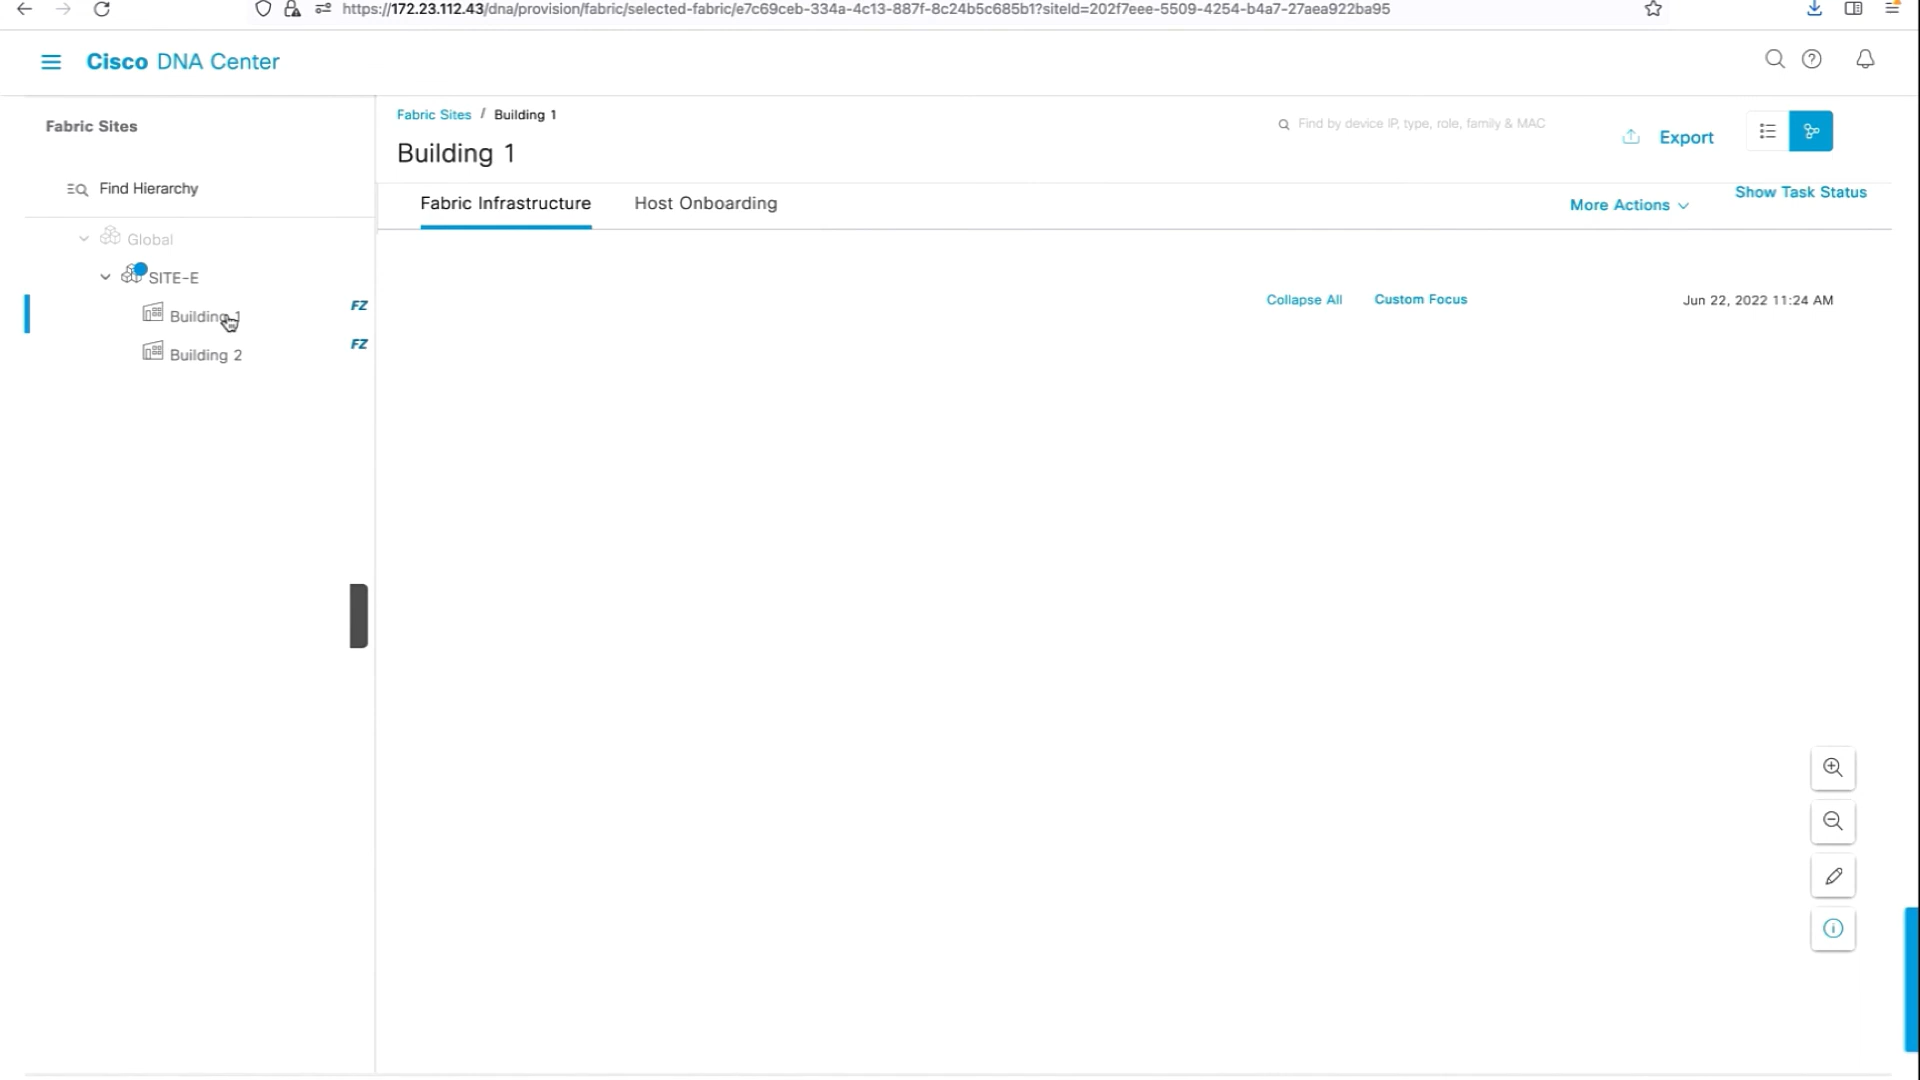 https://172.23.112.43/dna/provision/fabric/selected-fabric/e7c69ceb-334a-4c13-887f-8c24b5c685b1?siteId=202f7eee-5509-4254-b4a7-27aea922ba95
Cisco DNA Center
Fabric Sites
Find Hierarchy
Global
SITE-E
Building 1
FZ
Building 2
FZ
Fabric Sites / Building 1
Building 1
Find by device IP, type, role, family & MAC
Export
Fabric Infrastructure
Host Onboarding
More Actions
Show Task Status
Collapse All
Custom Focus
Jun 22, 2022 11:24 AM